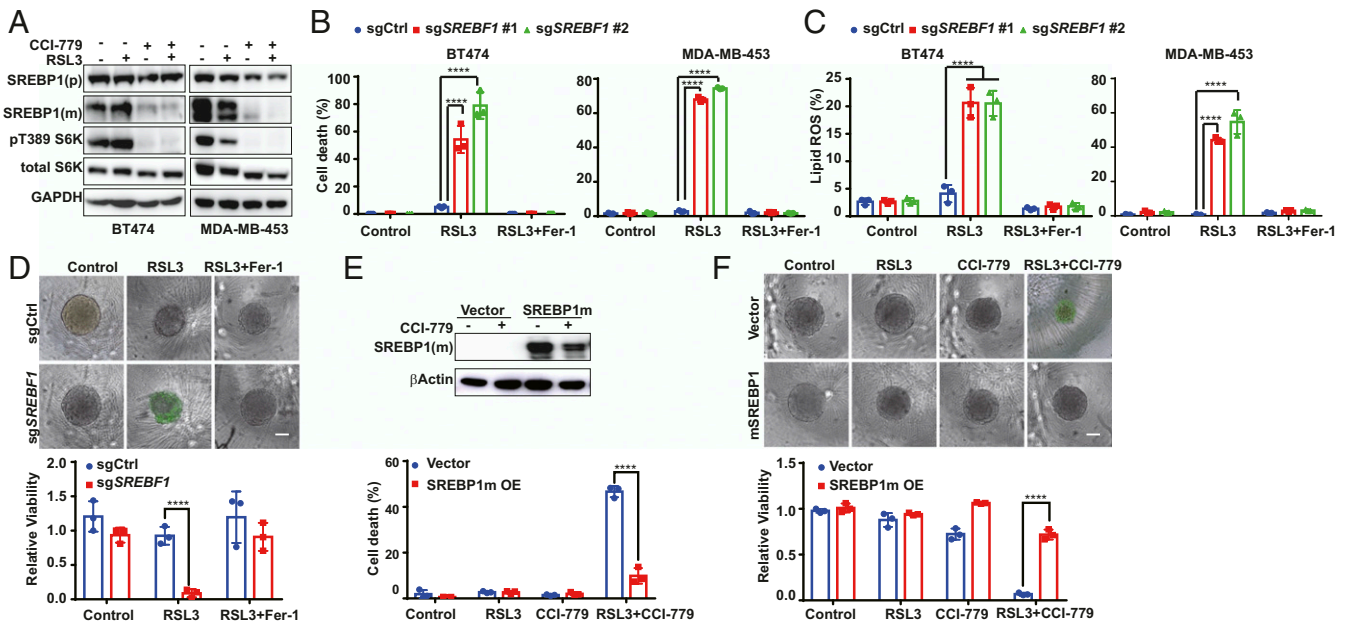 A
CCI-779 - - + + - - + +
RSL3 - + - + - + - +
SREBP1(p)
SREBP1(m)
pT389 S6K
total S6K
GAPDH
BT474 MDA-MB-453
B
sgCtrl sgSREBF1 #1 sgSREBF1 #2
BT474
Cell death (%)
100
80
60
40
20
0
****
****
Control RSL3 RSL3+Fer-1
MDA-MB-453
80
60
40
20
0
****
****
Control RSL3 RSL3+Fer-1
C
sgCtrl sgSREBF1 #1 sgSREBF1 #2
BT474
Lipid ROS (%)
25
20
15
10
5
0
****
Control RSL3 RSL3+Fer-1
MDA-MB-453
80
60
40
20
0
****
****
Control RSL3 RSL3+Fer-1
D
Control RSL3 RSL3+Fer-1
sgCtrl
sgSREBF1
Relative Viability
2.0
1.5
1.0
0.5
0.0
sgCtrl
sgSREBF1
****
Control RSL3 RSL3+Fer-1
E
Vector SREBP1m
CCI-779 - + - +
SREBP1(m)
βActin
Cell death (%)
60
40
20
0
Vector
SREBP1m OE
****
Control RSL3 CCI-779 RSL3+CCI-779
F
Control RSL3 CCI-779 RSL3+CCI-779
Vector
mSREBP1
Relative Viability
1.5
1.0
0.5
0.0
Vector
SREBP1m OE
****
Control RSL3 CCI-779 RSL3+CCI-779